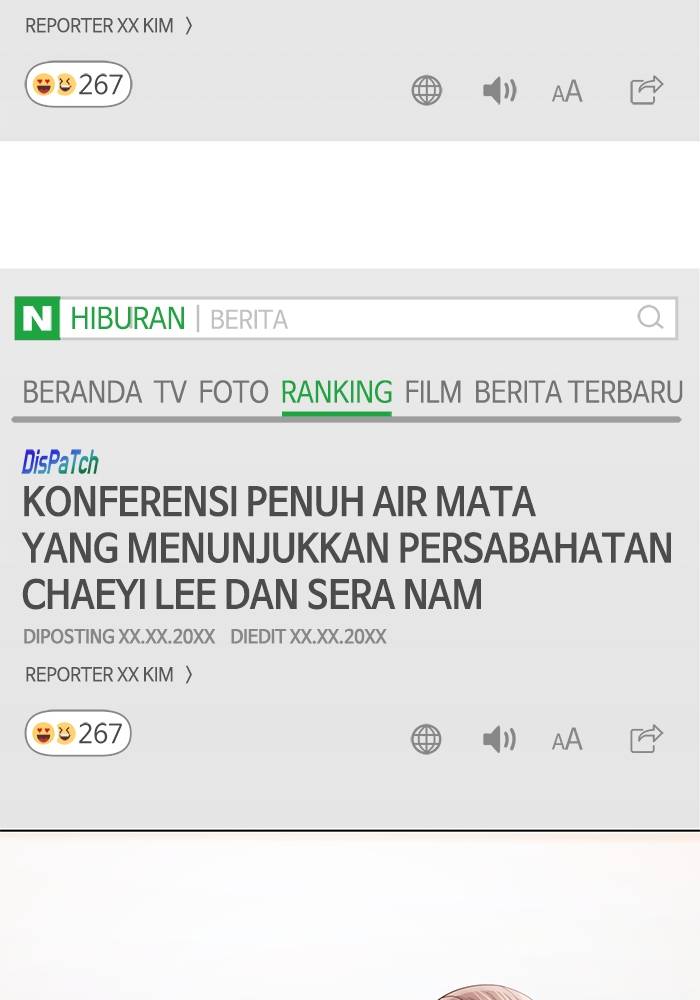 REPORTER XX KIM 〉
267
AA
N HIBURAN | BERITA
BERANDA TV FOTO RANKING FILM BERITA TERBARU
DisPaTch
KONFERENSI PENUH AIR MATA
YANG MENUNJUKKAN PERSABAHATAN
CHAEYI LEE DAN SERA NAM
DIPOSTING XX.XX.20XX DIEDIT XX.XX.20XX
REPORTER XX KIM 〉
267
AA